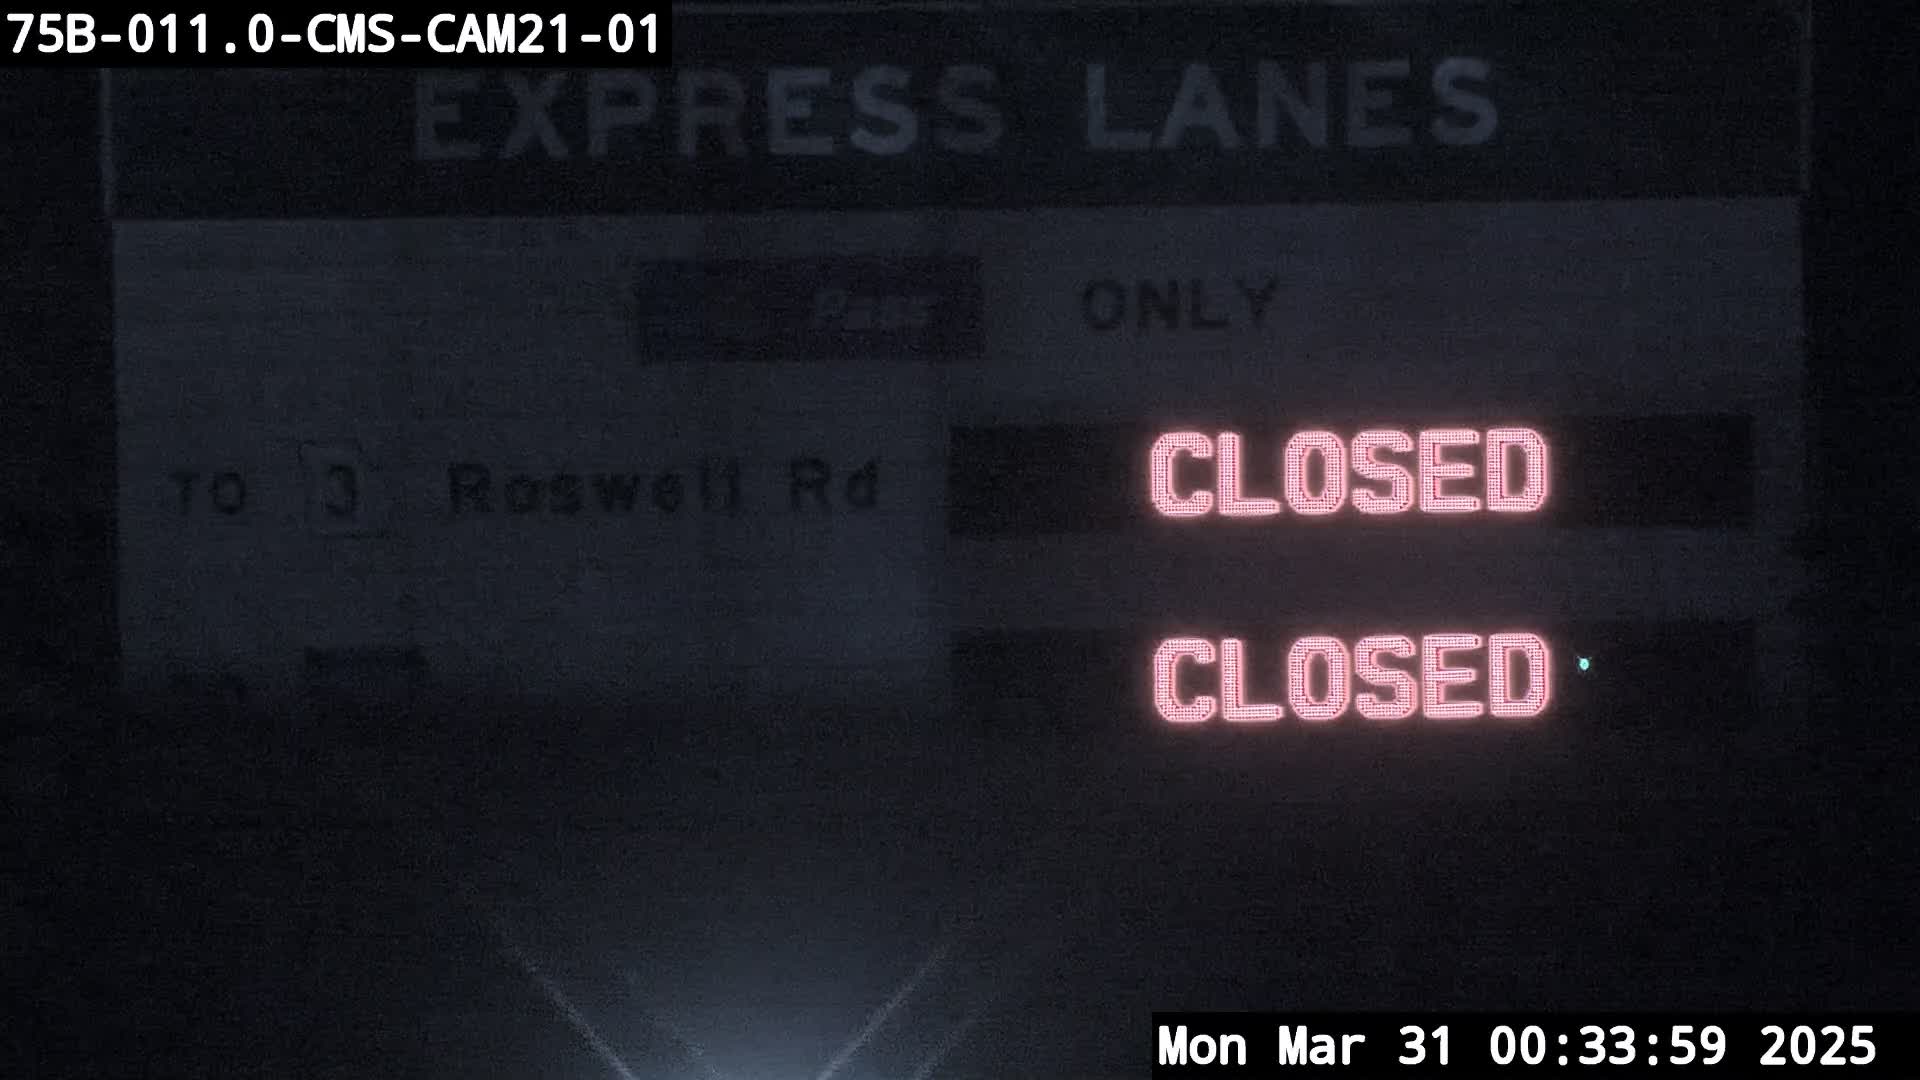 75B-011.0-CMS-CAM21-01
EXPRESS LANES
Pass ONLY
TO 3 Roswell Rd CLOSED
CLOSED
Mon Mar 31 00:33:59 2025